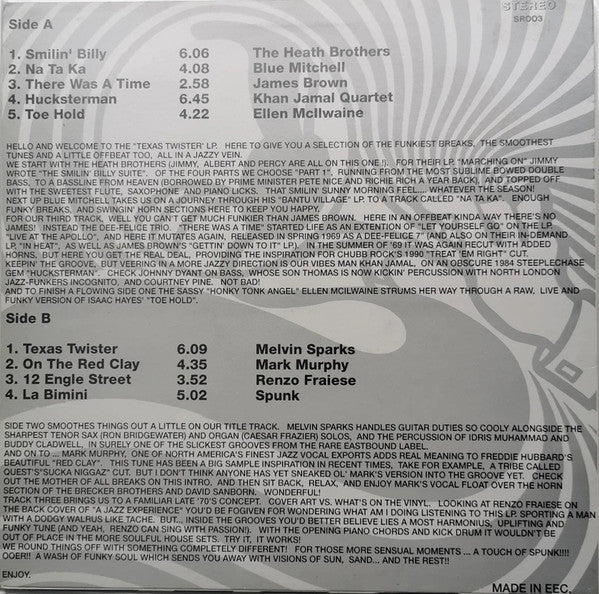 STEREO
SR003
Side A
1. Smilin' Billy 6.06 The Heath Brothers
2. Na Ta Ka 4.08 Blue Mitchell
3. There Was A Time 2.58 James Brown
4. Hucksterman 6.45 Khan Jamal Quartet
5. Toe Hold 4.22 Ellen McIlwaine
HELLO AND WELCOME TO THE "TEXAS TWISTER' LP. HERE TO GIVE YOU A SELECTION OF THE FUNKIEST BREAKS, THE SMOOTHEST
TUNES AND A LITTLE OFFBEAT TOO, ALL IN A JAZZY VEIN.
WE START WITH THE HEATH BROTHERS (JIMMY, ALBERT AND PERCY ARE ALL ON THIS ONE !). FOR THEIR LP. "MARCHING ON" JIMMY
WROTE "THE SMILIN BILLY SUITE". OF THE FOUR PARTS WE CHOOSE "PART 1", RUNNING FROM THE MOST SUBLIME BOWED DOUBLE
BASS, TO A BASSLINE FROM HEAVEN (BORROWED BY PRIME MINISTER PETE NICE AND RICHIE RICH A YEAR BACK), AND TOPPED OFF
WITH THE SWEETEST FLUTE, SAXOPHONE AND PIANO LICKS. THAT SMILIN' SUNNY MORNING FEEL.... WHATEVER THE SEASON!
NEXT UP BLUE MITCHELL TAKES US ON A JOURNEY THROUGH HIS "BANTU VILLAGE" LP. TO A TRACK CALLED "NA TA KA". ENOUGH
FUNKY BREAKS, AND SWINGIN' HORN SECTIONS HERE TO KEEP YOU HAPPY.
FOR OUR THIRD TRACK, WELL YOU CAN'T GET MUCH FUNKER THAN JAMES BROWN. HERE IN AN OFFBEAT KINDA WAY THERE'S NO
JAMES! INSTEAD THE DEE-FELICE TRIO. "THERE WAS A TIME" STARTED LIFE AS AN EXTENTION OF "LET YOURSELF GO" ON THE LP.
"LIVE AT THE APOLLO", AND HERE IT MUTATES AGAIN, RELEASED IN SPRING 1969 AS A DEE-FELICE 7" (AND ALSO ON THEIR IN-DEMAND
LP, "IN HEAT", AS WELL AS JAMES BROWN'S "GETTIN' DOWN TO IT" LP). IN THE SUMMER OF '69 IT WAS AGAIN RECUT WITH ADDED
HORNS, BUT HERE YOU GET THE REAL DEAL, PROVIDING THE INSPIRATION FOR CHUBB ROCK'S 1990 "TREAT 'EM RIGHT" CUT.
KEEPIN' THE GROOVE, BUT VEERING IN A MORE JAZZY DIRECTION IS OUR VIBES MAN KHAN JAMAL, ON AN OBSCURE 1984 STEEPLECHASE
GEM "HUCKSTERMAN". CHECK JOHNNY DYANT ON BASS, WHOSE SON THOMAS IS NOW KICKIN' PERCUSSION WITH NORTH LONDON
JAZZ-FUNKERS INCOGNITO, AND COURTNEY PINE. NOT BAD!
AND TO FINISH A FLOWING SIDE ONE THE SASSY "HONKY TONK ANGEL" ELLEN MCILWAINE STRUMS HER WAY THROUGH A RAW, LIVE AND
FUNKY VERSION OF ISAAC HAYES' "TOE HOLD".
Side B
1. Texas Twister 6.09 Melvin Sparks
2. On The Red Clay 4.35 Mark Murphy
3. 12 Engle Street 3.52 Renzo Fraiese
4. La Bimini 5.02 Spunk
SIDE TWO SMOOTHES THINGS OUT A LITTLE ON OUR TITLE TRACK. MELVIN SPARKS HANDLES GUITAR DUTIES SO COOLY ALONGSIDE THE
SHARPEST TENOR SAX (RON BRIDGEWATER) AND ORGAN (CAESAR FRAZIER) SOLOS, AND THE PERCUSSION OF IDRIS MUHAMMAD AND
BUDDY CLADWELL, IN SURELY ONE OF THE SLICKEST GROOVES FROM THE RARE EASTBOUND LABEL.
AND ON TO ... MARK MURPHY, ONE OF NORTH AMERICA'S FINEST JAZZ VOCAL EXPORTS ADDS REAL MEANING TO FREDDIE HUBBARD'S
BEAUTIFUL "RED CLAY". THIS TUNE HAS BEEN A BIG SAMPLE INSPIRATION IN RECENT TIMES, TAKE FOR EXAMPLE, A TRIBE CALLED
QUEST'S"SUCKA NIGGAZ" CUT. BUT I DON'T THINK ANYONE HAS YET SNEAKED OL' MARK'S VERSION INTO THE GROOVE YET. CHECK
OUT THE MOTHER OF ALL BREAKS ON THIS INTRO, AND THEN SIT BACK, RELAX, AND ENJOY MARK'S VOCAL FLOAT OVER THE HORN
SECTION OF THE BRECKER BROTHERS AND DAVID SANBORN. WONDERFUL!
TRACK THREE BRINGS US TO A FAMILIAR LATE '70'S CONCEPT. COVER ART VS. WHAT'S ON THE VINYL. LOOKING AT RENZO FRAIESE ON
THE BACK COVER OF "A JAZZ EXPERIENCE" YOU'D BE FOGIVEN FOR WONDERING WHAT AM I DOING LISTENING TO THIS LP. SPORTING A MAN
WITH A DODGY WALRUS LIKE TACHE. BUT... INSIDE THE GROOVES YOU'D BETTER BELIEVE LIES A MOST HARMONIUS, UPLIFTING AND
FUNKY TUNE (AND YEAH, RENZO CAN SING WITH PASSION). WITH THE OPENING PIANO CHORDS AND KICK DRUM IT WOULDN'T BE
OUT OF PLACE IN THE MORE SOULFUL HOUSE SETS. TRY IT, IT WORKS!
WE ROUND THINGS OFF WITH SOMETHING COMPLETELY DIFFERENT! FOR THOSE MORE SENSUAL MOMENTS ... A TOUCH OF SPUNK!!!!
OOER!! A WASH OF FUNKY SOUL WHICH SENDS YOU AWAY WITH VISIONS OF SUN, SAND... AND THE REST!!
ENJOY.
MADE IN EEC.